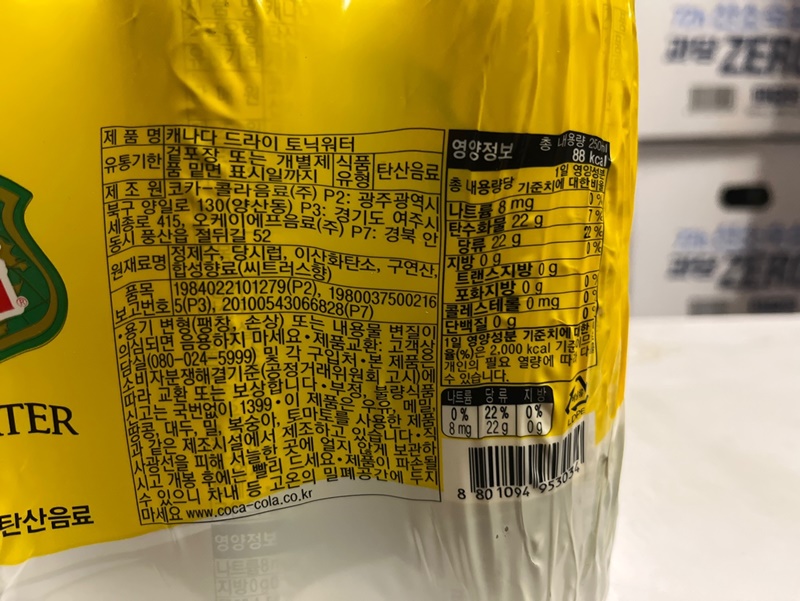 제 품 명 캐나다 드라이 토닉워터
유통기한 겉포장 또는 개별제품 밑면 표시일까지
식품유형 탄산음료
제 조 원 코카-콜라음료(주) P2: 광주광역시
북구 양일로 130(양산동) P3: 경기도 여주시
세종로 415, 오케이에프음료(주) P7: 경북 안
동시 풍산읍 절뒤길 52
원재료명 정제수, 당시럽, 이산화탄소, 구연산,
합성향료(씨트러스향)
품목보고번호 1984022101279(P2), 1980037500216
5(P3), 20100543066828(P7)
•용기 변형(팽창, 손상) 또는 내용물 변질이
의심되면 음용하지 마세요•제품교환: 고객상
담실(080-024-5999) 및 각 구입처•본 제품은
소비자분쟁해결기준(공정거래위원회 고시)에
따라 교환 또는 보상합니다•부정, 불량식품
신고는 국번없이 1399•이 제품은 우유, 메밀,
땅콩, 대두, 밀, 복숭아, 토마토를 사용한 제품
과 같은 제조시설에서 제조하고 있습니다•직
사광선을 피해 서늘한 곳에 얼지 않게 보관하
시고 개봉 후에는 빨리 드세요•제품이 파손될
수 있으니 차내 등 고온의 밀폐공간에 두지
마세요 www.coca-cola.co.kr
영양정보
총 내용량 250ml
88 kcal
총 내용량당
1일 영양성분
기준치에 대한 비율
나트륨 8 mg 0 %
탄수화물 22 g 7 %
당류 22 g 22 %
지방 0 g 0 %
트랜스지방 0 g
포화지방 0 g 0 %
콜레스테롤 0 mg 0 %
단백질 0 g
1일 영양성분 기준치에 대한
율(%)은 2,000 kcal 기준이므로
개인의 필요 열량에 따라 다
수 있습니다.
나트륨 당 류 지 방
0 % 22 % 0 %
8 mg 22 g 0 g
8 801094 953034
TER
탄산음료
영양정보
나트륨
지방0g
ZERO
ZERO